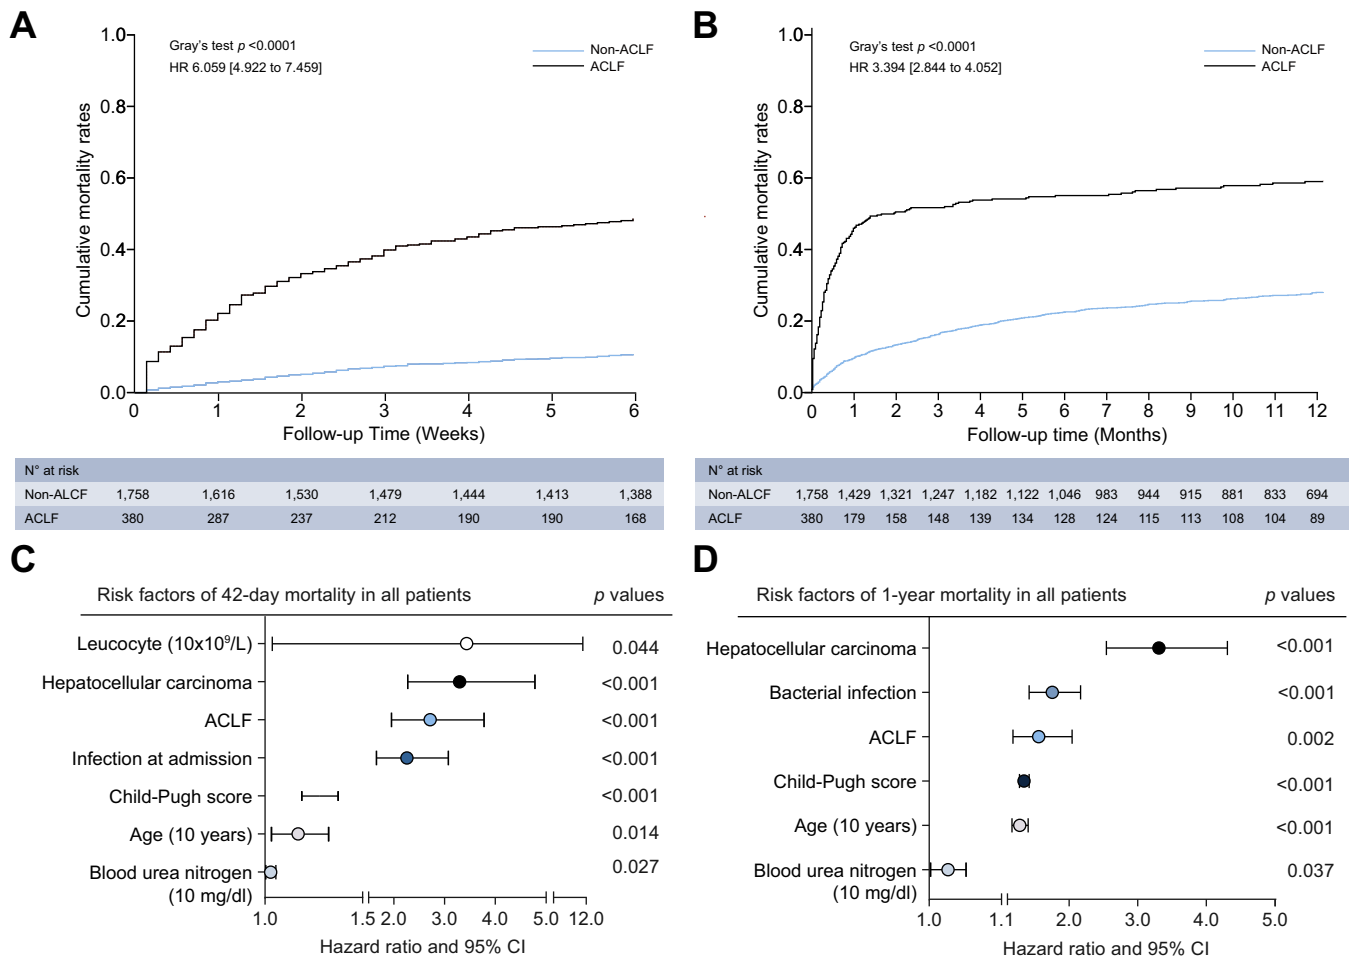 A
Gray's test p <0.0001
HR 6.059 [4.922 to 7.459]
Non-ACLF
ACLF
Cumulative mortality rates
1.0
0.8
0.6
0.4
0.2
0.0
0 1 2 3 4 5 6
Follow-up Time (Weeks)
N° at risk
Non-ALCF 1,758 1,616 1,530 1,479 1,444 1,413 1,388
ACLF 380 287 237 212 190 190 168
B
Gray's test p <0.0001
HR 3.394 [2.844 to 4.052]
Non-ACLF
ACLF
Cumulative mortality rates
1.0
0.8
0.6
0.4
0.2
0.0
0 1 2 3 4 5 6 7 8 9 10 11 12
Follow-up time (Months)
N° at risk
Non-ACLF 1,758 1,429 1,321 1,247 1,182 1,122 1,046 983 944 915 881 833 694
ACLF 380 179 158 148 139 134 128 124 115 113 108 104 89
C
Risk factors of 42-day mortality in all patients p values
Leucocyte (10x10⁹/L) 0.044
Hepatocellular carcinoma <0.001
ACLF <0.001
Infection at admission <0.001
Child-Pugh score <0.001
Age (10 years) 0.014
Blood urea nitrogen 0.027
(10 mg/dl)
1.0 1.5 2.0 3.0 4.0 5.0 12.0
Hazard ratio and 95% CI
D
Risk factors of 1-year mortality in all patients p values
Hepatocellular carcinoma <0.001
Bacterial infection <0.001
ACLF 0.002
Child-Pugh score <0.001
Age (10 years) <0.001
Blood urea nitrogen 0.037
(10 mg/dl)
1.0 1.1 2.0 3.0 4.0 5.0
Hazard ratio and 95% CI